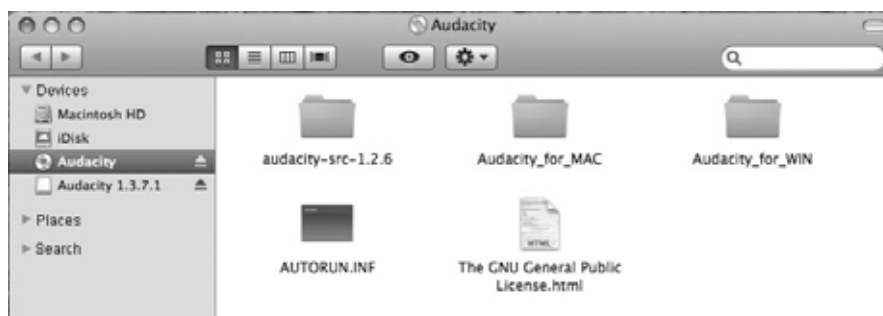 Audacity
Devices
Macintosh HD
iDisk
Audacity
Audacity 1.3.7.1
Places
Search
audacity-src-1.2.6
Audacity_for_MAC
Audacity_for_WIN
AUTORUN.INF
HTML
The GNU General Public
License.html